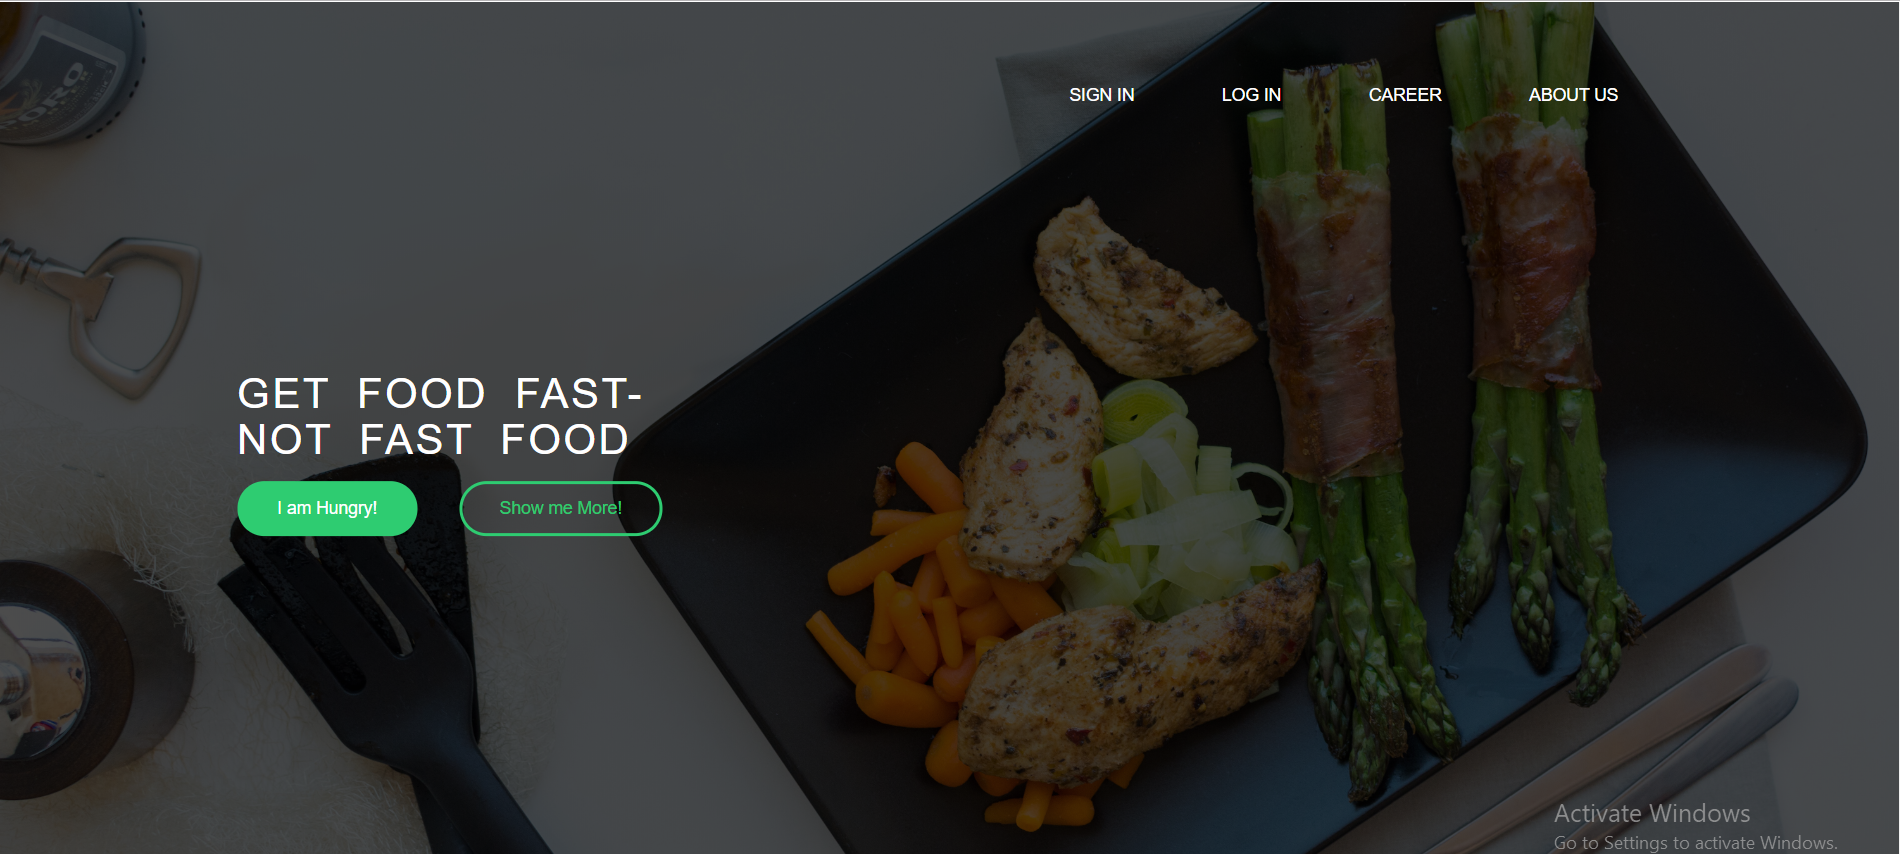 SIGN IN LOG IN CAREER ABOUT US
GET FOOD FAST-
NOT FAST FOOD
I am Hungry! Show me More!
Activate Windows
Go to Settings to activate Windows.